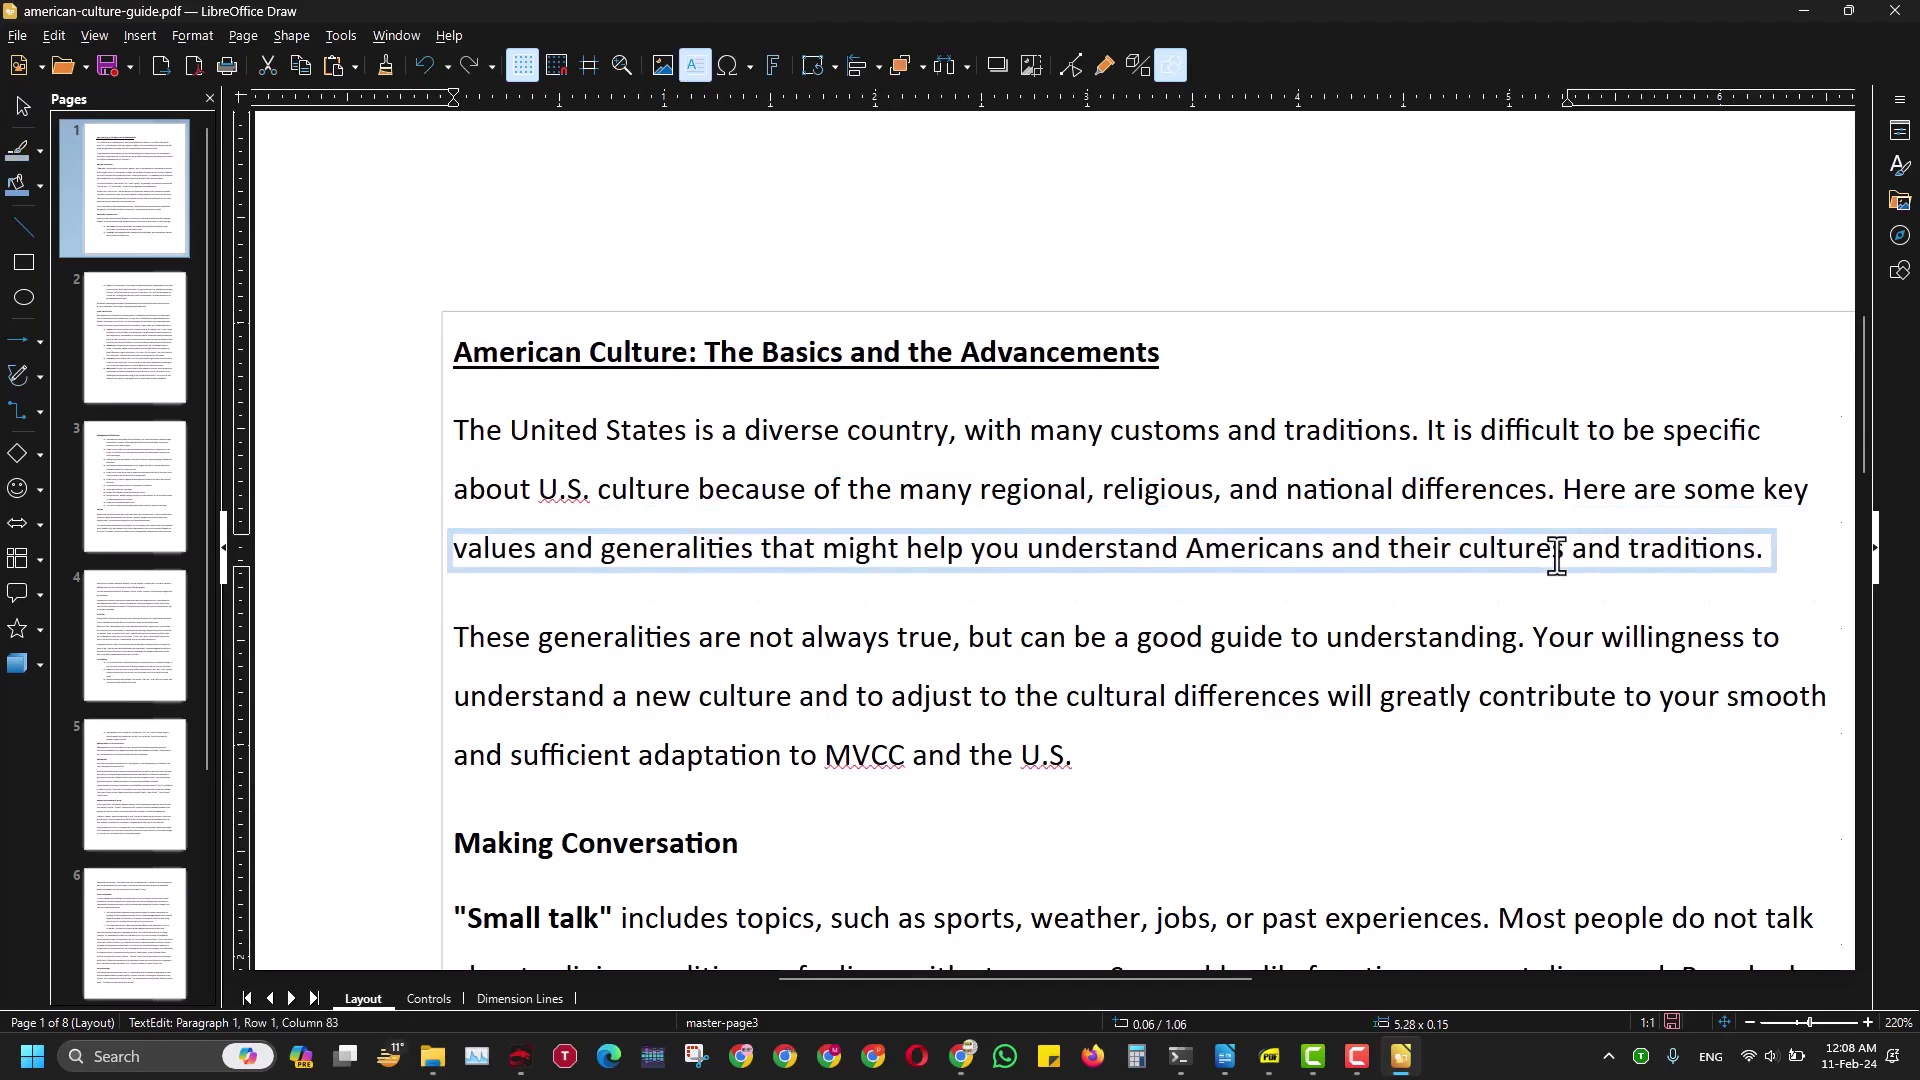 american-culture-guide.pdf — LibreOffice Draw
File Edit View Insert Format Page Shape Tools Window Help
Pages
1
2
3
4
5
6
2 3 4 5 6
American Culture: The Basics and the Advancements
The United States is a diverse country, with many customs and traditions. It is difficult to be specific
about U.S. culture because of the many regional, religious, and national differences. Here are some key
values and generalities that might help you understand Americans and their cultures and traditions.
These generalities are not always true, but can be a good guide to understanding. Your willingness to
understand a new culture and to adjust to the cultural differences will greatly contribute to your smooth
and sufficient adaptation to MVCC and the U.S.
Making Conversation
"Small talk" includes topics, such as sports, weather, jobs, or past experiences. Most people do not talk
Layout Controls Dimension Lines
Page 1 of 8 (Layout) TextEdit: Paragraph 1, Row 1, Column 83 master-page3 0.06 / 1.06 5.28 x 0.15 1:1 220%
Search PRE 11° ENG 12:08 AM
11-Feb-24